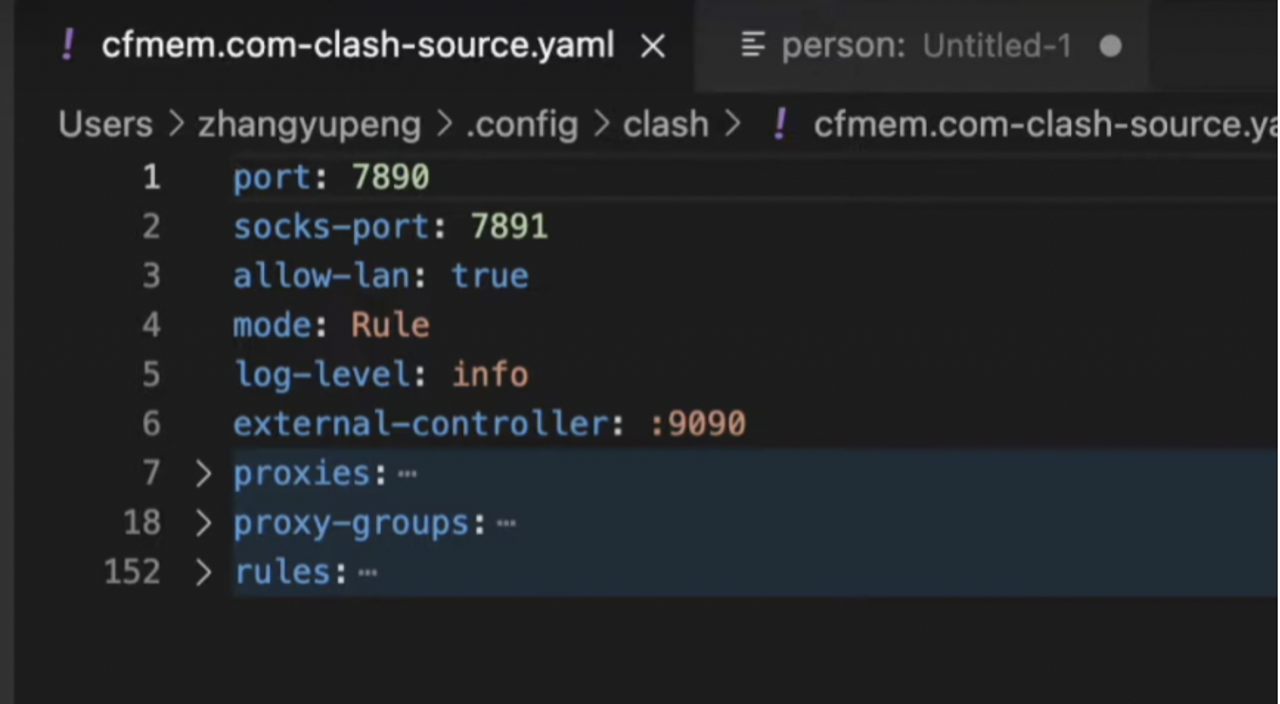 ! cfmem.com-clash-source.yaml × person: Untitled-1 ●
Users > zhangyupeng > .config > clash > ! cfmem.com-clash-source.ya
1 port: 7890
2 socks-port: 7891
3 allow-lan: true
4 mode: Rule
5 log-level: info
6 external-controller: :9090
7 > proxies: ⋯
18 > proxy-groups: ⋯
152 > rules: ⋯